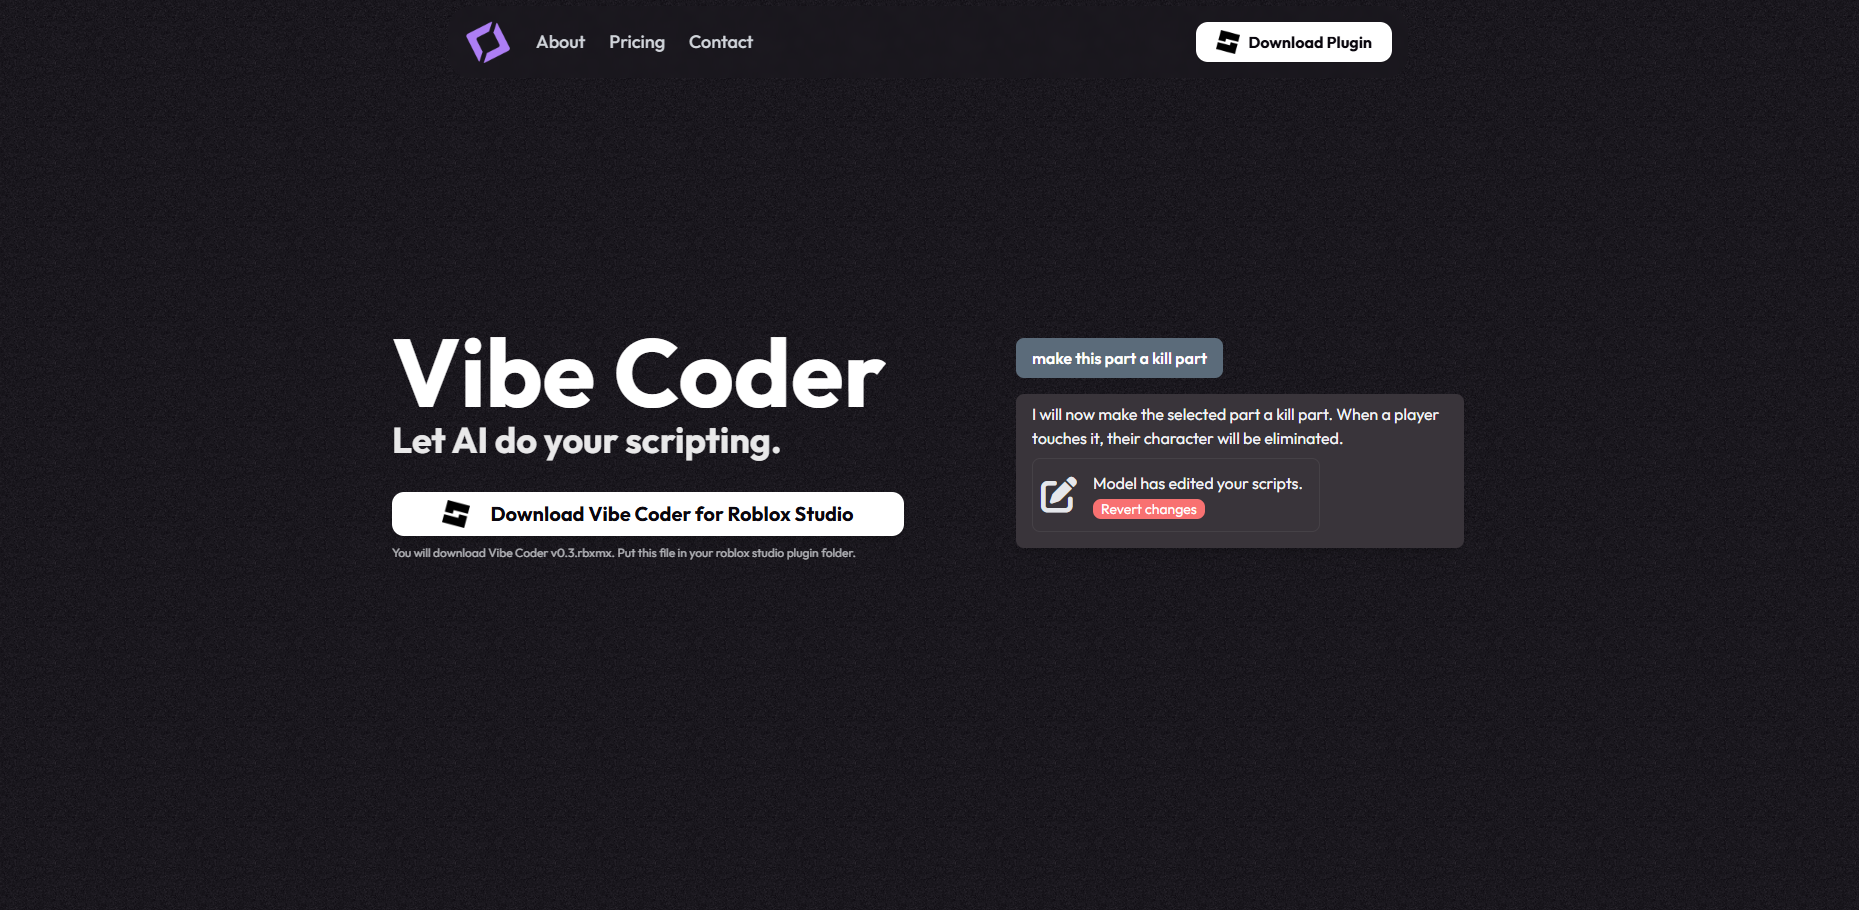 About
Pricing
Contact
Download Plugin
Vibe Coder
Let AI do your scripting.
Download Vibe Coder for Roblox Studio
You will download Vibe Coder v0.3.rbxmx. Put this file in your roblox studio plugin folder.
make this part a kill part
I will now make the selected part a kill part. When a player
touches it, their character will be eliminated.
Model has edited your scripts.
Revert changes